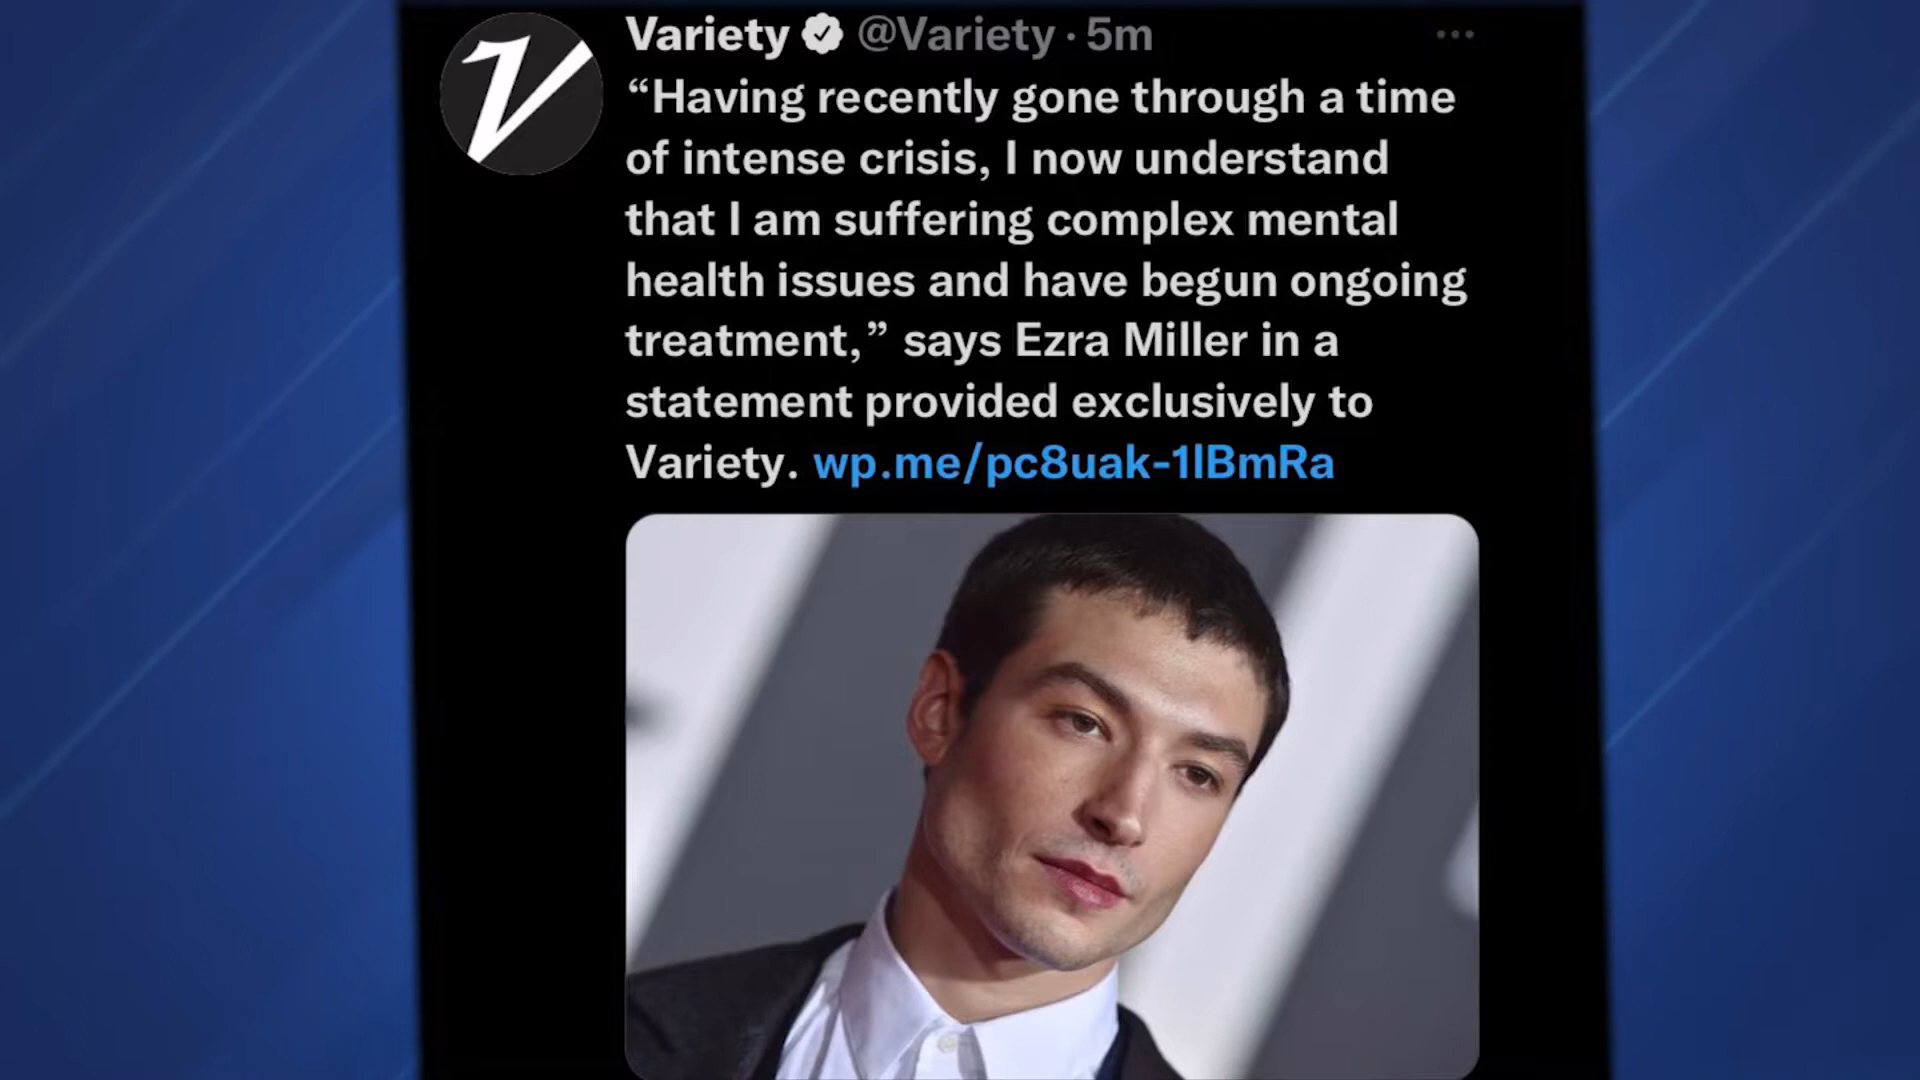 Variety @Variety · 5m
“Having recently gone through a time
of intense crisis, I now understand
that I am suffering complex mental
health issues and have begun ongoing
treatment,” says Ezra Miller in a
statement provided exclusively to
Variety. wp.me/pc8uak-1lBmRa